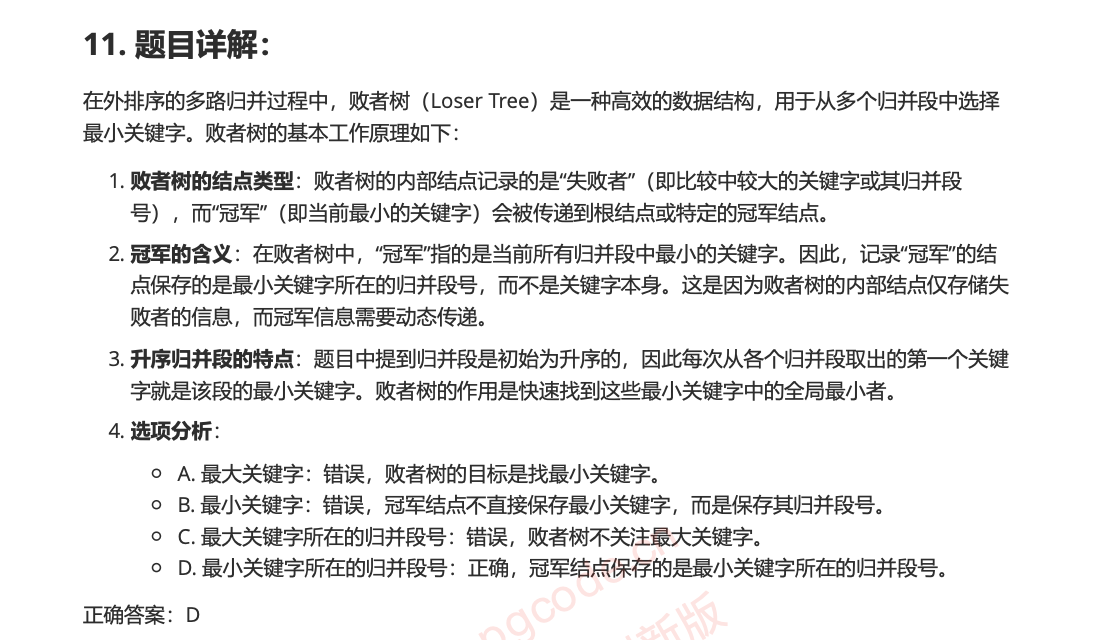 11. 题目详解：
在外排序的多路归并过程中，败者树（Loser Tree）是一种高效的数据结构，用于从多个归并段中选择
最小关键字。败者树的基本工作原理如下：
1. 败者树的结点类型：败者树的内部结点记录的是“失败者”（即比较中较大的关键字或其归并段
号），而“冠军”（即当前最小的关键字）会被传递到根结点或特定的冠军结点。
2. 冠军的含义：在败者树中，“冠军”指的是当前所有归并段中最小的关键字。因此，记录“冠军”的结
点保存的是最小关键字所在的归并段号，而不是关键字本身。这是因为败者树的内部结点仅存储失
败者的信息，而冠军信息需要动态传递。
3. 升序归并段的特点：题目中提到归并段是初始为升序的，因此每次从各个归并段取出的第一个关键
字就是该段的最小关键字。败者树的作用是快速找到这些最小关键字中的全局最小者。
4. 选项分析：
A. 最大关键字：错误，败者树的目标是找最小关键字。
B. 最小关键字：错误，冠军结点不直接保存最小关键字，而是保存其归并段号。
C. 最大关键字所在的归并段号：错误，败者树不关注最大关键字。
D. 最小关键字所在的归并段号：正确，冠军结点保存的是最小关键字所在的归并段号。
正确答案：D
ngcode.cn
新版